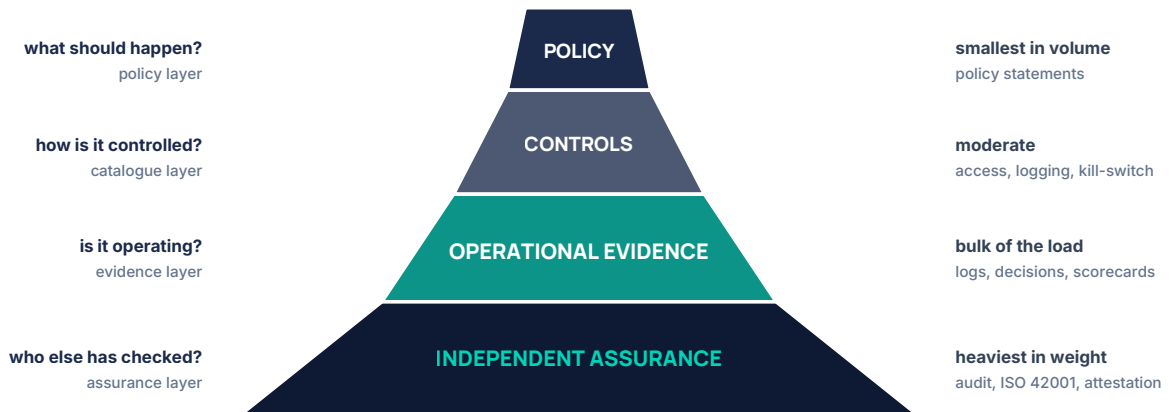 what should happen?
policy layer
POLICY
smallest in volume
policy statements
how is it controlled?
catalogue layer
CONTROLS
moderate
access, logging, kill-switch
is it operating?
evidence layer
OPERATIONAL EVIDENCE
bulk of the load
logs, decisions, scorecards
who else has checked?
assurance layer
INDEPENDENT ASSURANCE
heaviest in weight
audit, ISO 42001, attestation